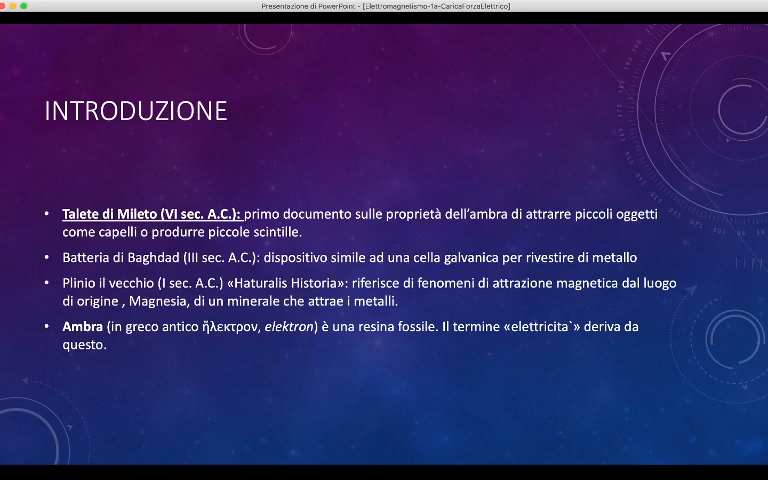 Presentazione di PowerPoint - [Elettromagnetismo-1a-CaricaForzaElettrico]
INTRODUZIONE
• Talete di Mileto (VI sec. A.C.): primo documento sulle proprietà dell'ambra di attrarre piccoli oggetti
come capelli o produrre piccole scintille.
• Batteria di Baghdad (III sec. A.C.): dispositivo simile ad una cella galvanica per rivestire di metallo
• Plinio il vecchio (I sec. A.C.) «Haturalis Historia»: riferisce di fenomeni di attrazione magnetica dal luogo
di origine , Magnesia, di un minerale che attrae i metalli.
• Ambra (in greco antico ἤλεκτρον, elektron) è una resina fossile. Il termine «elettricita`» deriva da
questo.